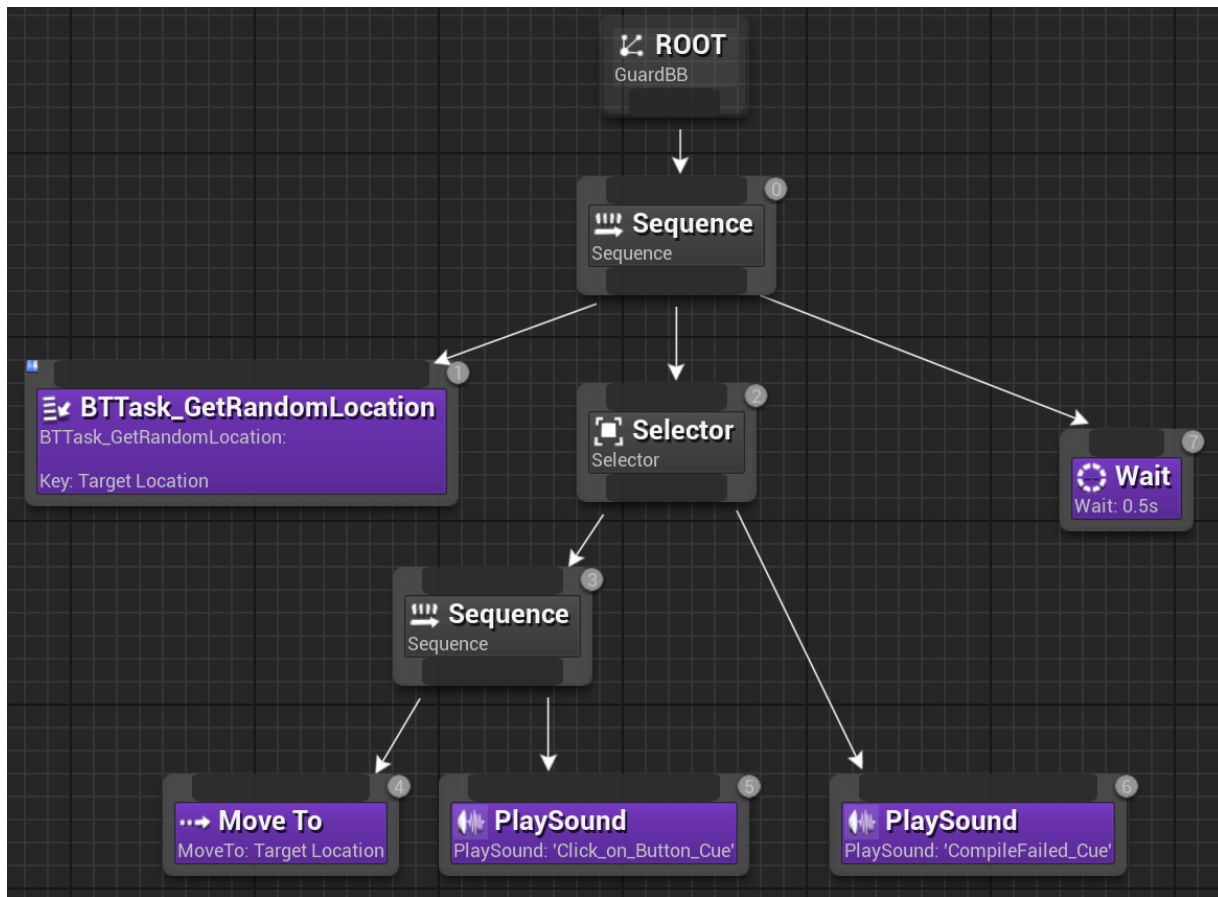 ROOT
GuardBB
0
Sequence
Sequence
1
BTTask_GetRandomLocation
BTTask_GetRandomLocation:
Key: Target Location
2
Selector
Selector
7
Wait
Wait: 0.5s
3
Sequence
Sequence
4
Move To
MoveTo: Target Location
5
PlaySound
PlaySound: 'Click_on_Button_Cue'
6
PlaySound
PlaySound: 'CompileFailed_Cue'